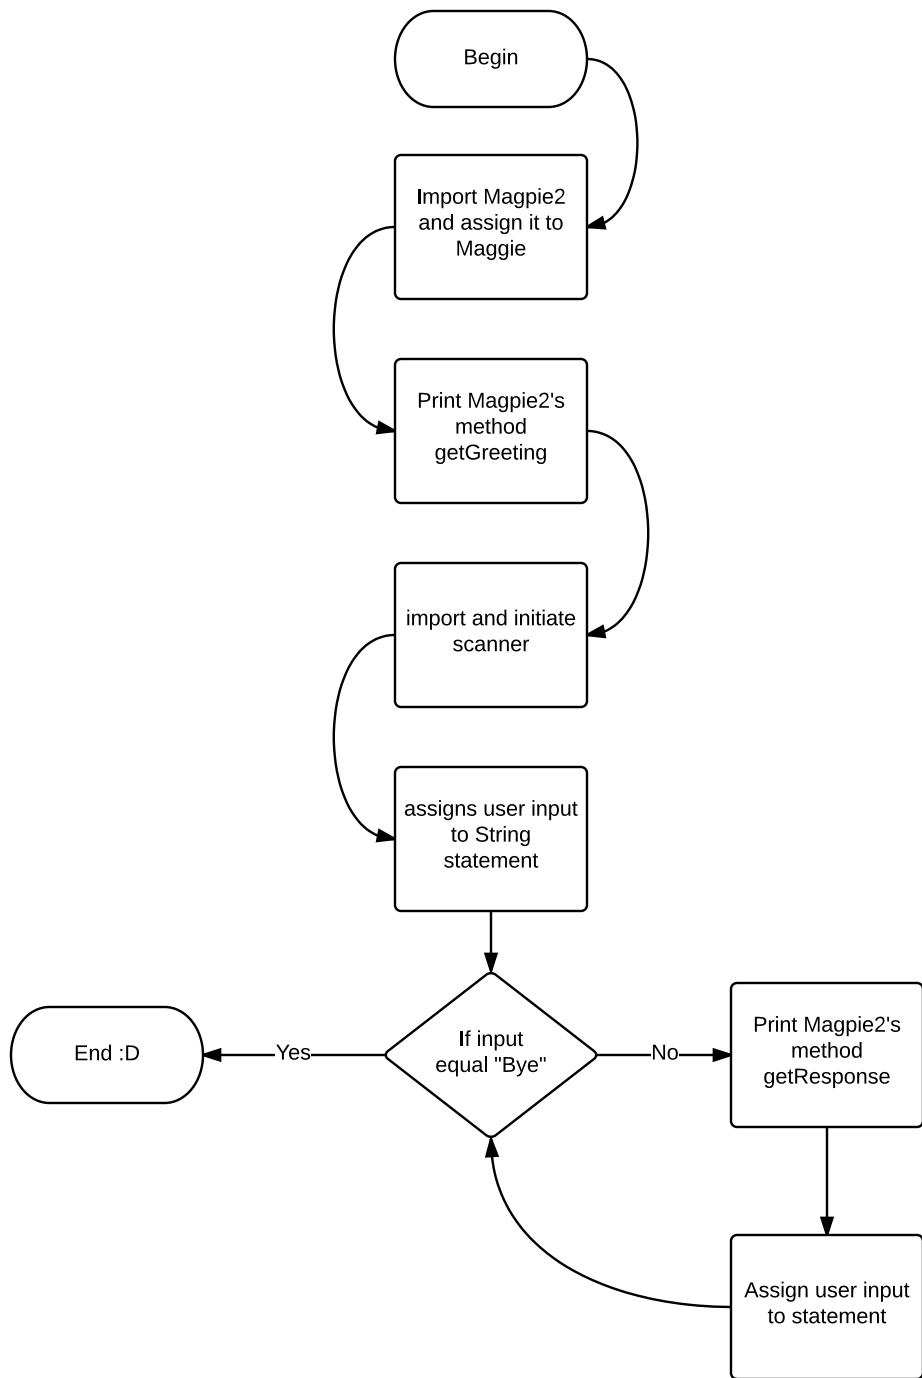 Begin
Import Magpie2
and assign it to
Maggie
Print Magpie2's
method
getGreeting
import and initiate
scanner
assigns user input
to String
statement
If input
equal "Bye"
Yes
End :D
No
Print Magpie2's
method
getResponse
Assign user input
to statement